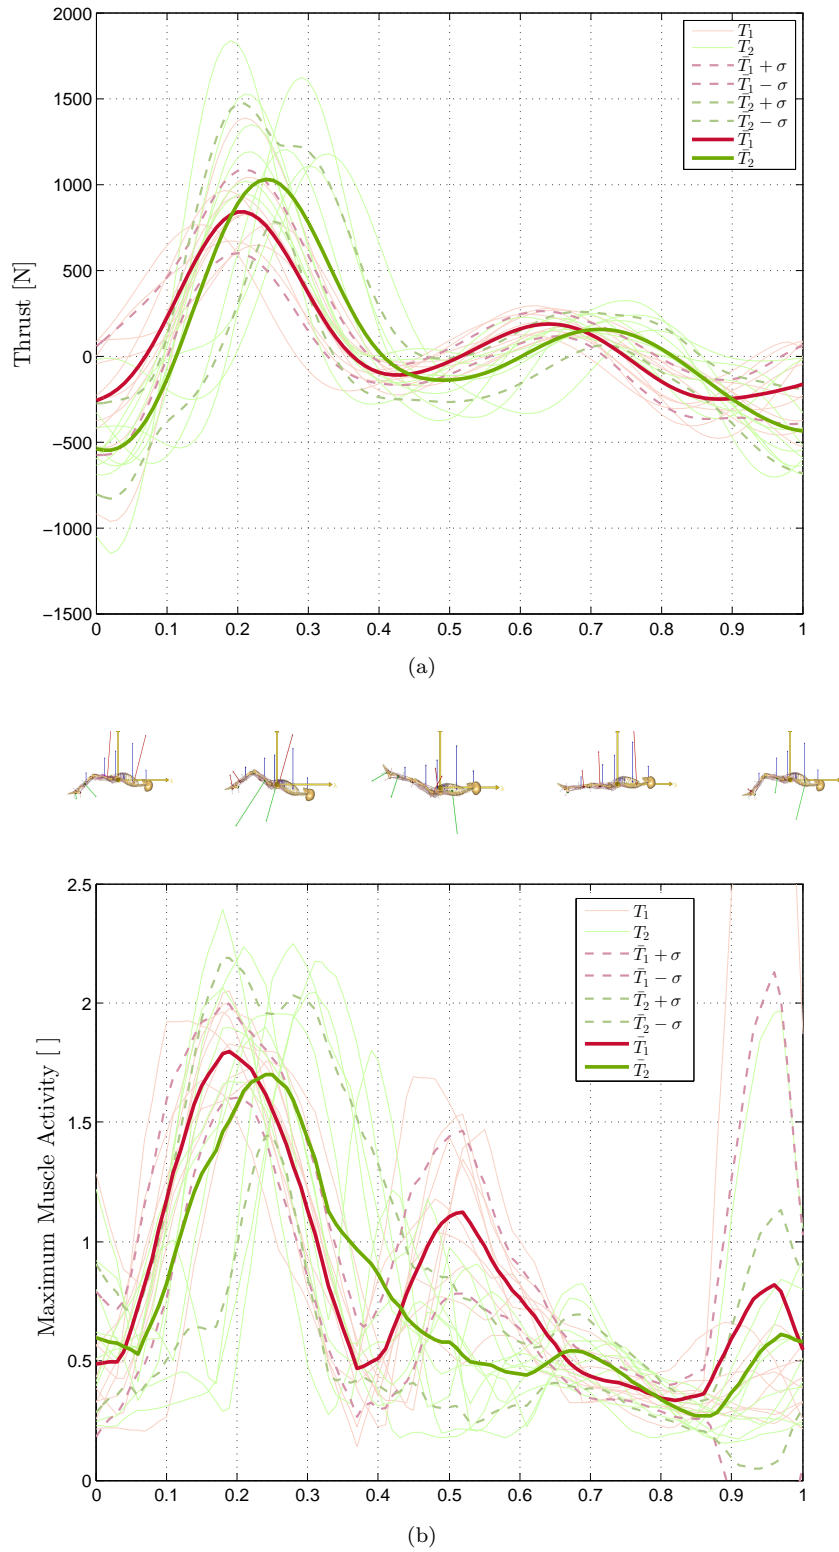 2000
1500
1000
500
0
−500
−1000
−1500
Thrust [N]
T₁
T₂
T̄₁ + σ
T̄₁ − σ
T̄₂ + σ
T̄₂ − σ
T̄₁
T̄₂
0 0.1 0.2 0.3 0.4 0.5 0.6 0.7 0.8 0.9 1
(a)
2.5
2
1.5
1
0.5
0
Maximum Muscle Activity [ ]
T₁
T₂
T̄₁ + σ
T̄₁ − σ
T̄₂ + σ
T̄₂ − σ
T̄₁
T̄₂
0 0.1 0.2 0.3 0.4 0.5 0.6 0.7 0.8 0.9 1
(b)